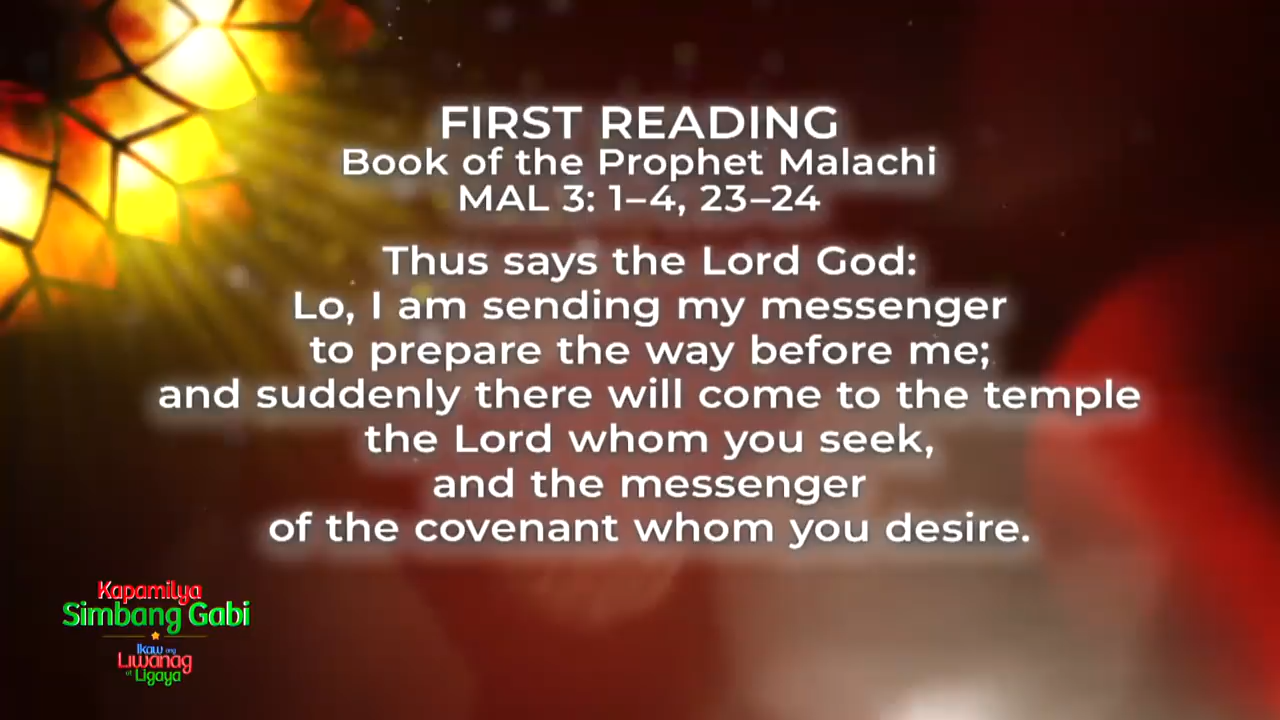 FIRST READING
Book of the Prophet Malachi
MAL 3: 1–4, 23–24
Thus says the Lord God:
Lo, I am sending my messenger
to prepare the way before me;
and suddenly there will come to the temple
the Lord whom you seek,
and the messenger
of the covenant whom you desire.
Kapamilya
Simbang Gabi
Ikaw ang
Liwanag
at Ligaya